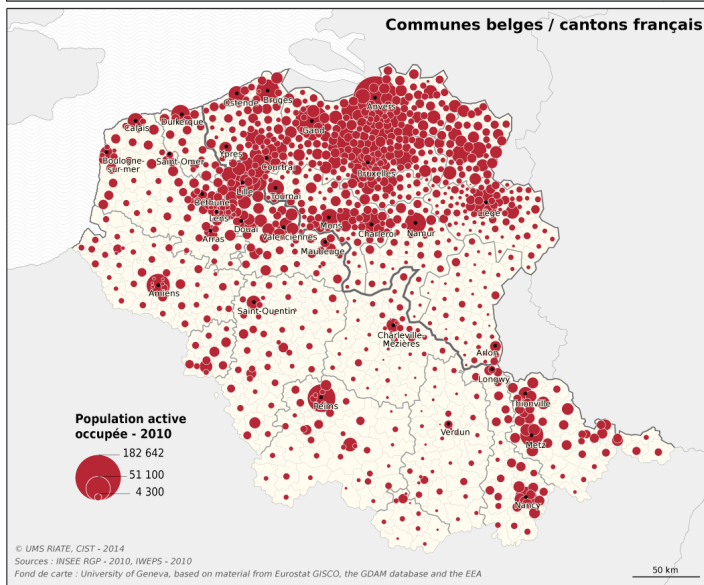 Communes belges / cantons français
Anvers
Ostende
Bruges
Dunkerque
Calais
Gand
Ypres
Boulogne-
sur-mer
Saint-Omer
Courtrai
Bruxelles
Lille
Tournai
Liège
Béthune
Lens
Douai
Mons
Charleroi
Namur
Arras
Valenciennes
Maubeuge
Amiens
Saint-Quentin
Charleville-
Mézières
Arlon
Longwy
Thionville
Reims
Verdun
Metz
Nancy
Population active
occupée - 2010
182 642
51 100
4 300
© UMS RIATE, CIST - 2014
Sources : INSEE RGP - 2010, IWEPS - 2010
Fond de carte : University of Geneva, based on material from Eurostat GISCO, the GDAM database and the EEA
50 km